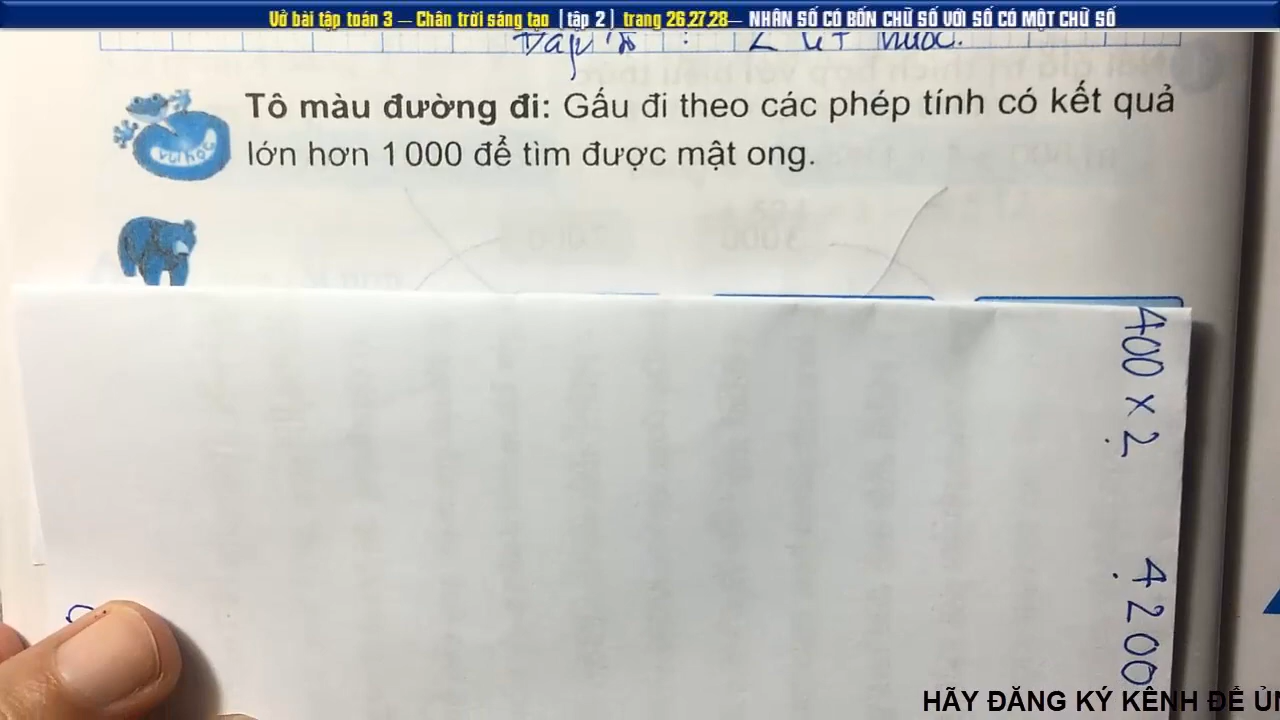 Vở bài tập toán 3 – Chân trời sáng tạo [tập 2] trang 26,27,28– NHÂN SỐ CÓ BỐN CHỮ SỐ VỚI SỐ CÓ MỘT CHỮ SỐ
Tô màu đường đi: Gấu đi theo các phép tính có kết quả
lớn hơn 1 000 để tìm được mật ong.
Vui học
400 x 2
4200
HÃY ĐĂNG KÝ KÊNH ĐỂ